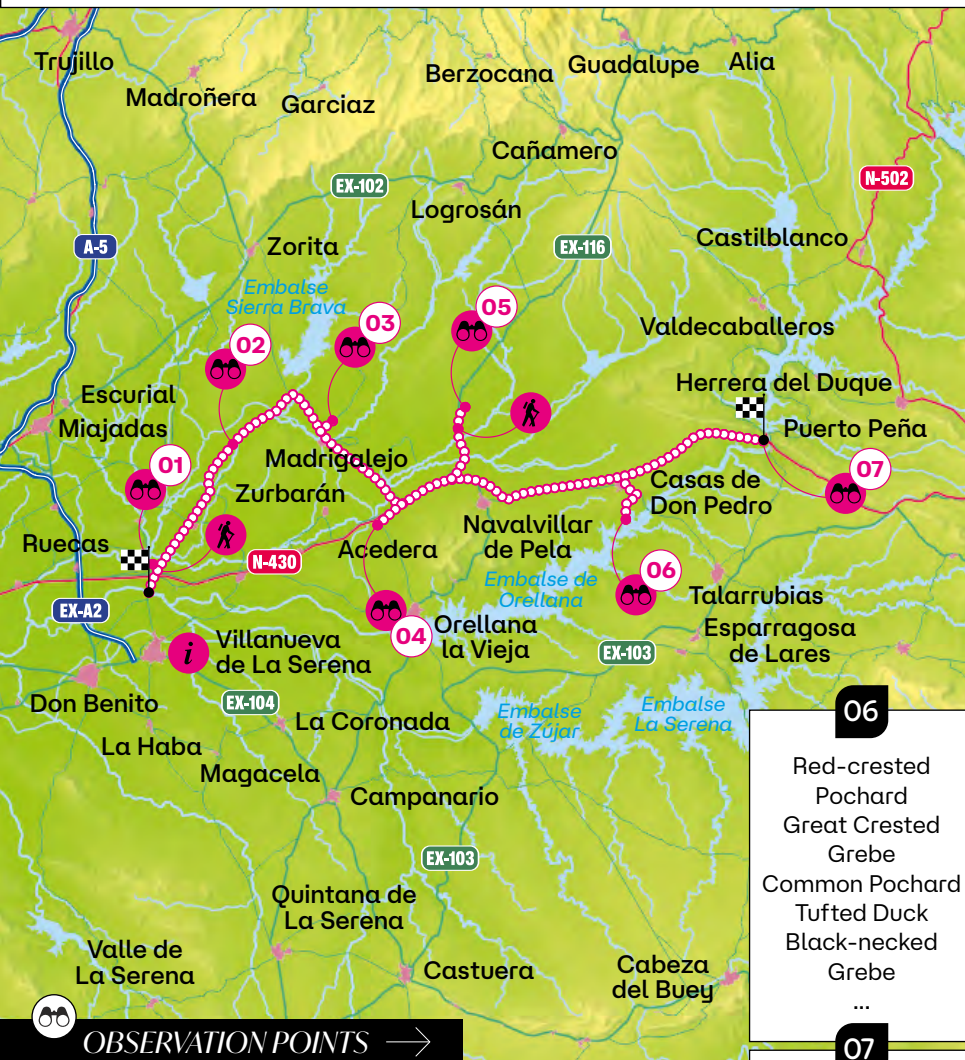 Trujillo
Madroñera
Garciaz
Berzocana
Guadalupe
Alia
Cañamero
EX-102
N-502
Logrosán
A-5
Zorita
EX-116
Castilblanco
Embalse
Sierra Brava
03
05
02
Valdecaballeros
Escurial
Miajadas
Herrera del Duque
Puerto Peña
01
Madrigalejo
07
Zurbarán
Casas de
Don Pedro
Ruecas
N-430
Acedera
Navalvillar
de Pela
06
Embalse de
Orellana
EX-A2
Talarrubias
04
Orellana
la Vieja
Esparragosa
de Lares
i
Villanueva
de La Serena
EX-103
Don Benito
EX-104
La Coronada
Embalse
de Zújar
Embalse
La Serena
La Haba
Magacela
Campanario
EX-103
Quintana de
La Serena
Valle de
La Serena
Castuera
Cabeza
del Buey
OBSERVATION POINTS
06
Red-crested
Pochard
Great Crested
Grebe
Common Pochard
Tufted Duck
Black-necked
Grebe
...
07